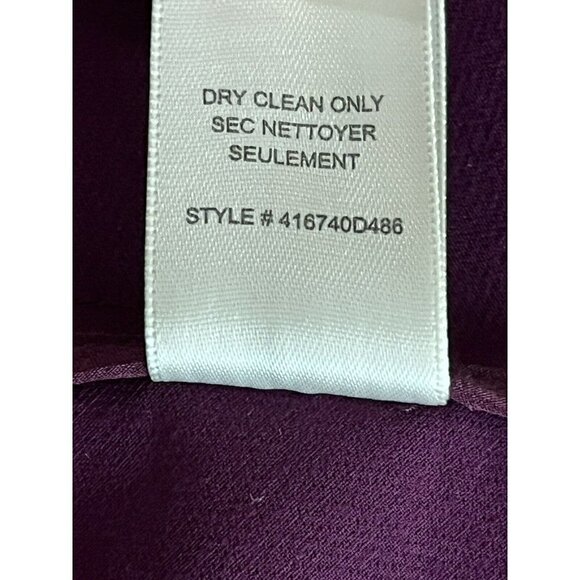 DRY CLEAN ONLY
SEC NETTOYER
SEULEMENT
STYLE # 416740D486